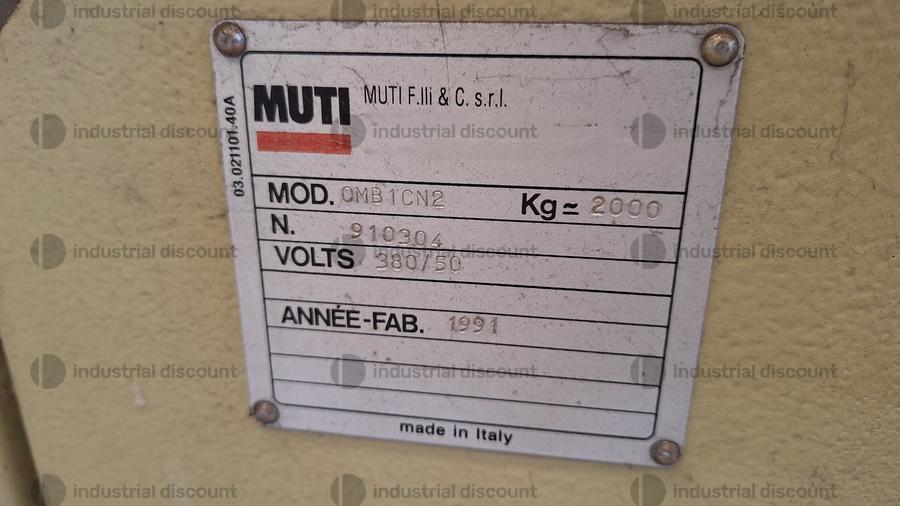 MUTI MUTI F.lli & C. s.r.l.
03.021101.40A
MOD. OMB1CN2 Kg≃ 2000
N. 910304
VOLTS 380/50
ANNÉE-FAB. 1991
made in Italy
industrial discount